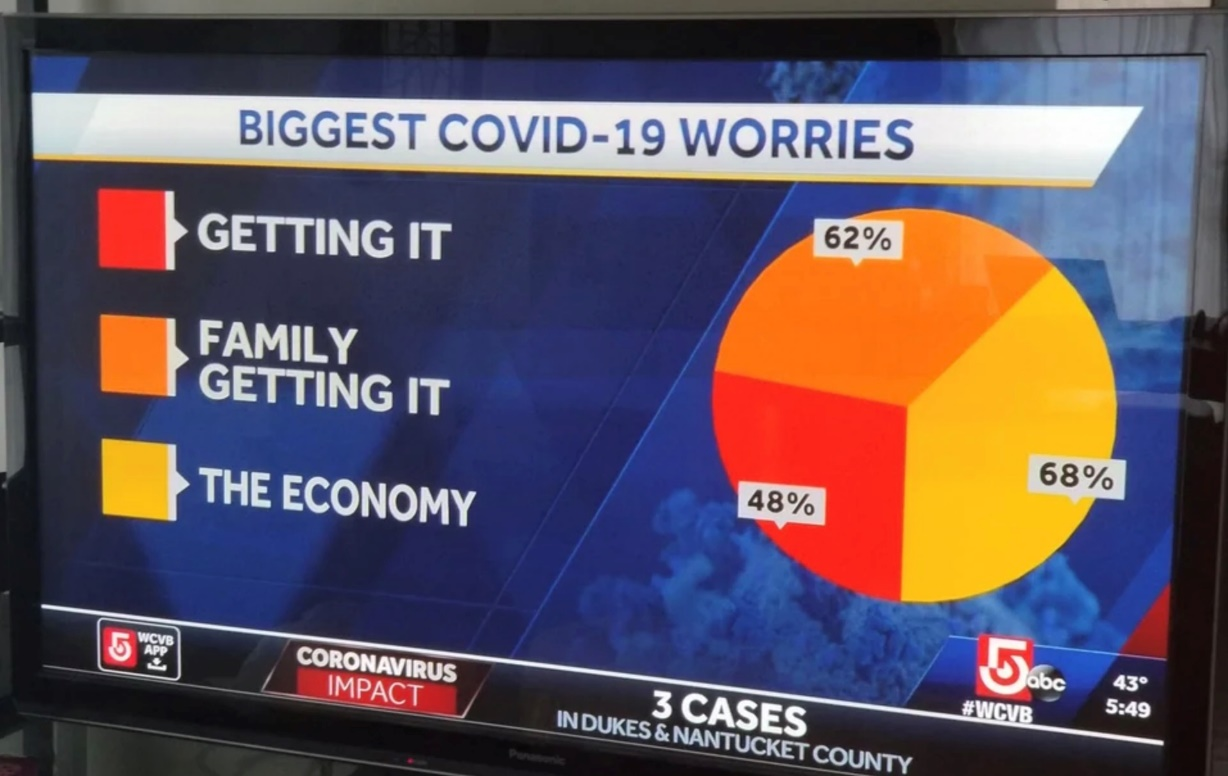 BIGGEST COVID-19 WORRIES
GETTING IT
FAMILY
GETTING IT
THE ECONOMY
62%
68%
48%
5 WCVB
APP
CORONAVIRUS
IMPACT
3 CASES
IN DUKES & NANTUCKET COUNTY
5 abc
#WCVB
43°
5:49
Panasonic